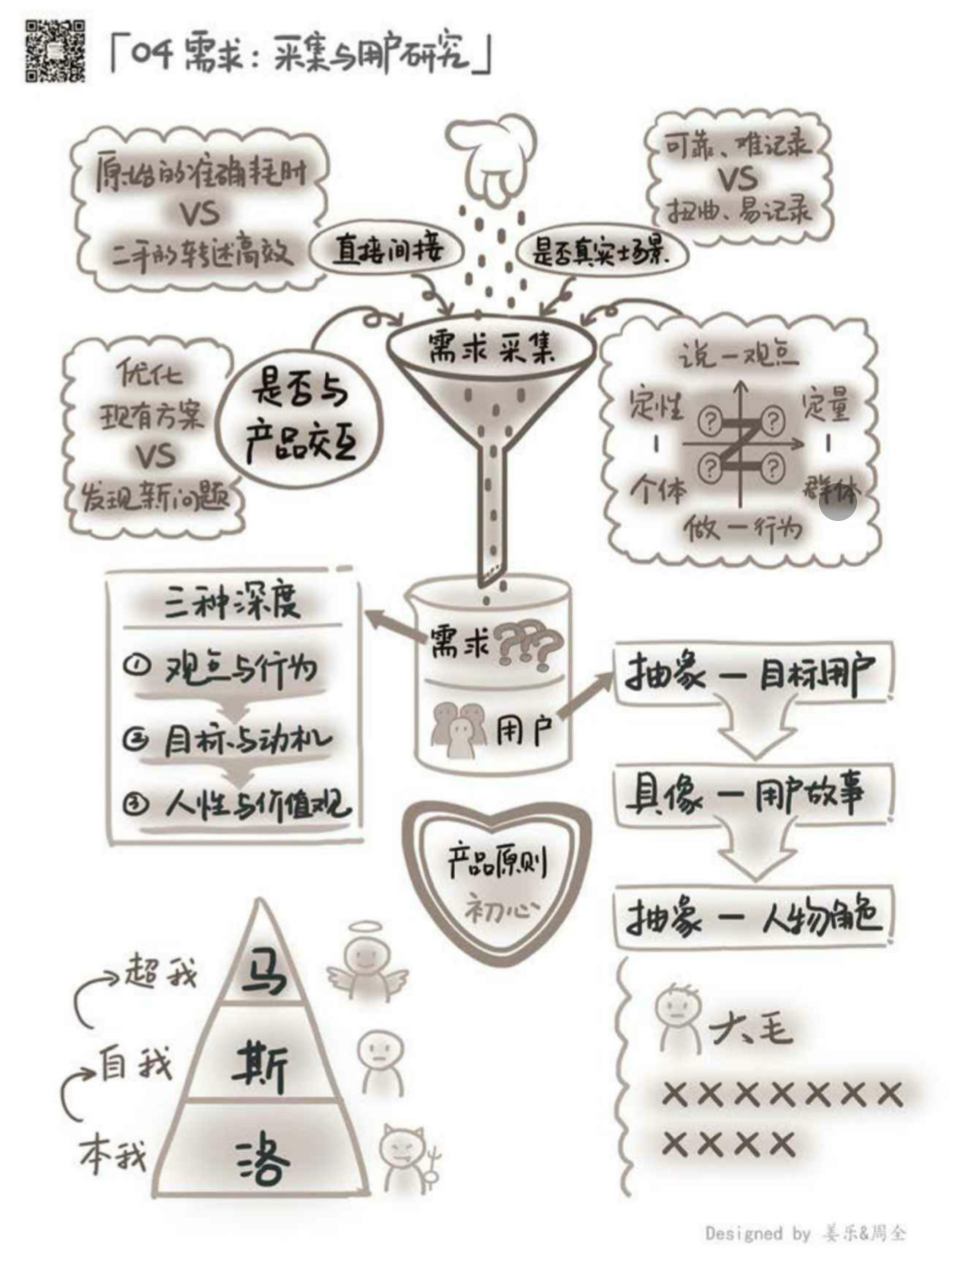 「04 需求：采集与用户研究」
原始的准确耗时
VS
二手的转述高效
直接间接
可靠、难记录
VS
扭曲、易记录
是否真实场景
需求采集
优化
现有方案
VS
发现新问题
是否与
产品交互
说－观点
定性
｜
个体
定量
｜
群体
? ?
? ?
做－行为
三种深度
① 观点与行为
② 目标与动机
③ 人性与价值观
需求???
用户
抽象－目标用户
具像－用户故事
抽象－人物角色
产品原则
初心
超我
自我
本我
马
斯
洛
大毛
×××××××
××××
Designed by 姜乐&周全